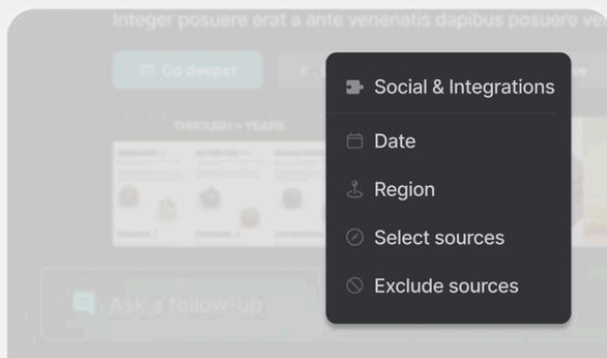 Integer posuere erat a ante venenatis dapibus posuere
Go deeper
THROUGH — YEARS
Social & Integrations
Date
Region
Select sources
Exclude sources
Ask a follow-up